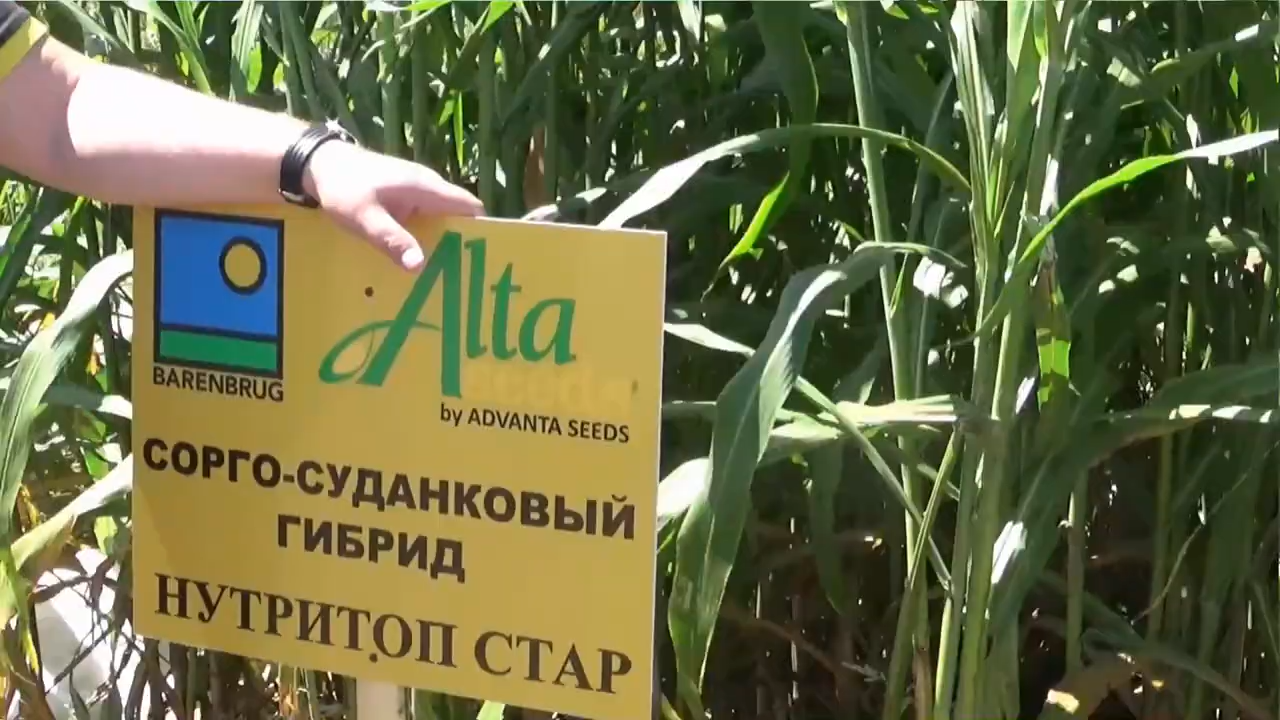 BARENBRUG
Alta
seeds
by ADVANTA SEEDS
СОРГО-СУДАНКОВЫЙ
ГИБРИД
НУТРИТОП СТАР